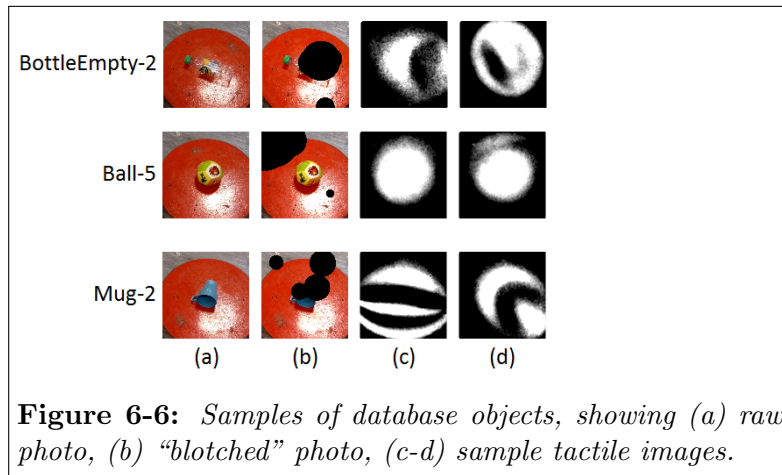 BottleEmpty-2
Ball-5
Mug-2
(a) (b) (c) (d)
Figure 6-6: Samples of database objects, showing (a) raw
photo, (b) “blotched” photo, (c-d) sample tactile images.